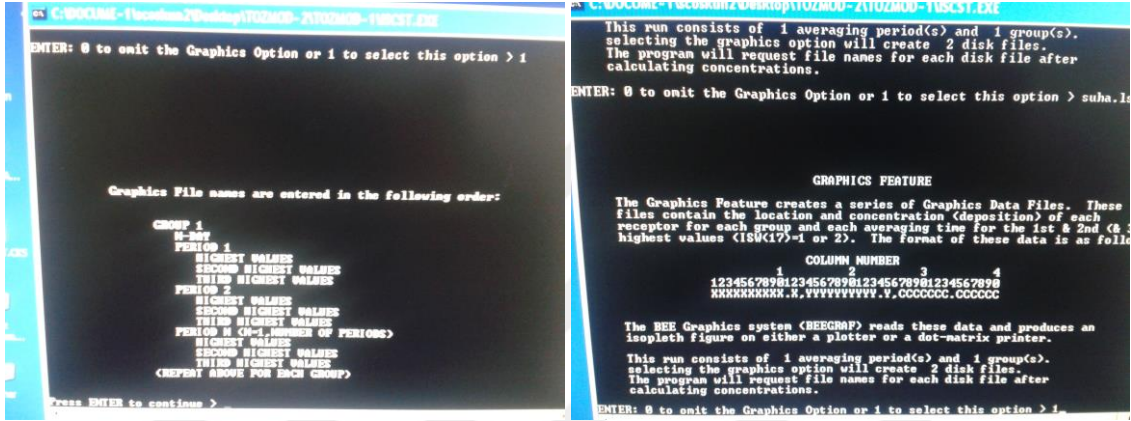 C:\DOCUME~1\ucoskun2\Desktop\TOZMOD~2\TOZMOD~1\ISCST.EXE
ENTER: 0 to omit the Graphics Option or 1 to select this option > 1
Graphics File names are entered in the following order:
GROUP 1
N-DAY
PERIOD 1
HIGHEST VALUES
SECOND HIGHEST VALUES
THIRD HIGHEST VALUES
PERIOD 2
HIGHEST VALUES
SECOND HIGHEST VALUES
THIRD HIGHEST VALUES
PERIOD N (N=1,NUMBER OF PERIODS)
HIGHEST VALUES
SECOND HIGHEST VALUES
THIRD HIGHEST VALUES
(REPEAT ABOVE FOR EACH GROUP)
Press ENTER to continue > _
C:\DOCUME~1\ucoskun2\Desktop\TOZMOD~2\TOZMOD~1\ISCST.EXE
This run consists of 1 averaging period(s) and 1 group(s).
selecting the graphics option will create 2 disk files.
The program will request file names for each disk file after
calculating concentrations.
ENTER: 0 to omit the Graphics Option or 1 to select this option > suha.ls
GRAPHICS FEATURE
The Graphics Feature creates a series of Graphics Data Files. These
files contain the location and concentration (deposition) of each
receptor for each group and each averaging time for the 1st & 2nd (& 3
highest values (ISW(17)=1 or 2). The format of these data is as follo
COLUMN NUMBER
1 2 3 4
1234567890123456789012345678901234567890
XXXXXXXXXX.X,YYYYYYYYYY.Y,CCCCCCC.CCCCCC
The BEE Graphics system (BEEGRAF) reads these data and produces an
isopleth figure on either a plotter or a dot-matrix printer.
This run consists of 1 averaging period(s) and 1 group(s).
selecting the graphics option will create 2 disk files.
The program will request file names for each disk file after
calculating concentrations.
ENTER: 0 to omit the Graphics Option or 1 to select this option > 1_